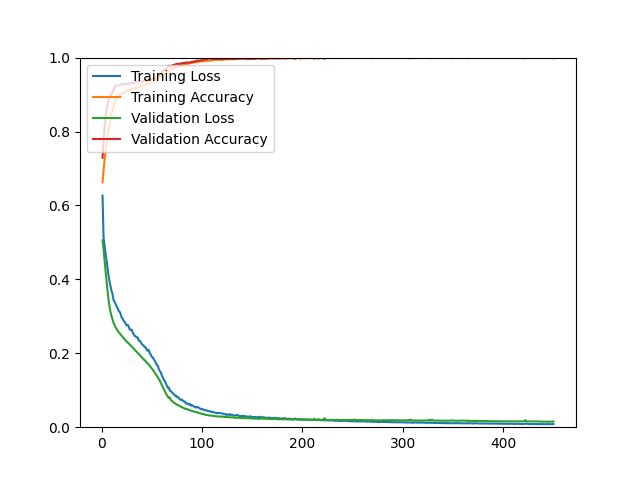 1.0
0.8
0.6
0.4
0.2
0.0
Training Loss
Training Accuracy
Validation Loss
Validation Accuracy
0 100 200 300 400